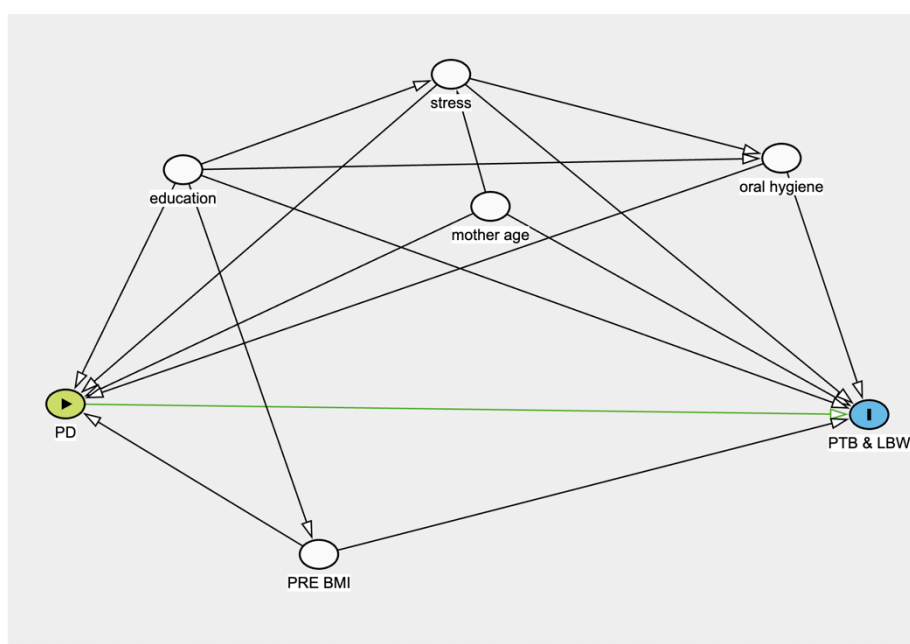 stress
oral hygiene
education
mother age
PD
PTB & LBW
PRE BMI